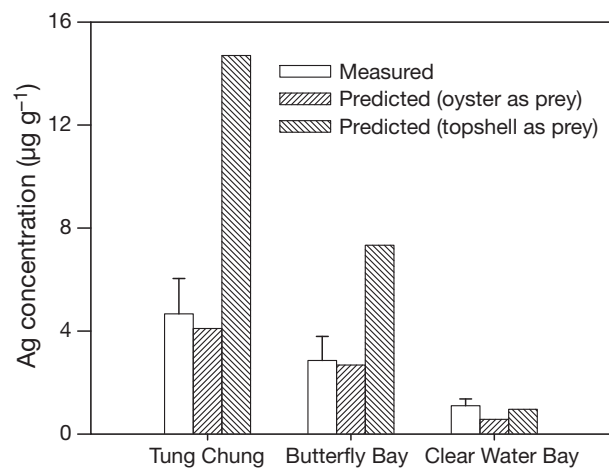 16
12
8
4
0
Ag concentration (µg g⁻¹)
Measured
Predicted (oyster as prey)
Predicted (topshell as prey)
Tung Chung
Butterfly Bay
Clear Water Bay